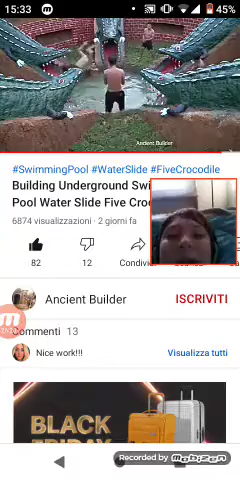 15:33
45%
Ancient Builder
#SwimmingPool #WaterSlide #FiveCrocodile
Building Underground Swi
Pool Water Slide Five Croc
6874 visualizzazioni · 2 giorni fa
82
12
Ancient Builder
ISCRIVITI
Commenti 13
Nice work!!!
Visualizza tutti
BLACK
FRIDAY
Recorded by mobizen